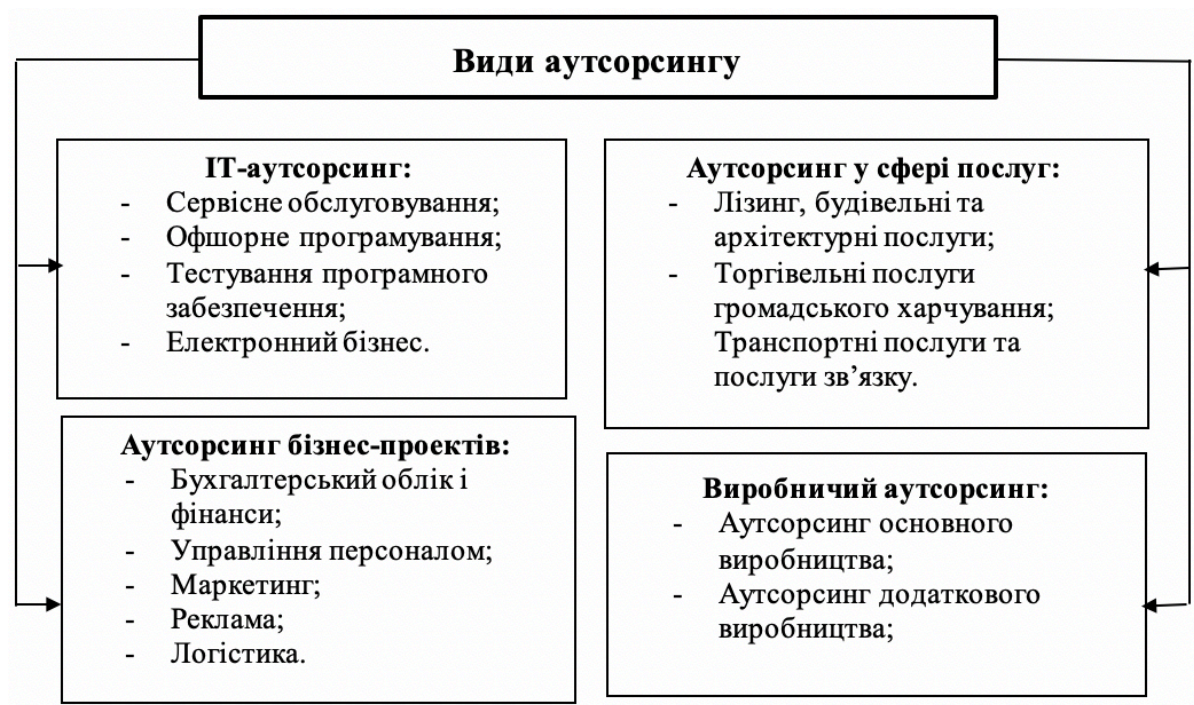 Види аутсорсингу
ІТ-аутсорсинг:
- Сервісне обслуговування;
- Офшорне програмування;
- Тестування програмного
забезпечення;
- Електронний бізнес.
Аутсорсинг у сфері послуг:
- Лізинг, будівельні та
архітектурні послуги;
- Торгівельні послуги
громадського харчування;
Транспортні послуги та
послуги зв’язку.
Аутсорсинг бізнес-проектів:
- Бухгалтерський облік і
фінанси;
- Управління персоналом;
- Маркетинг;
- Реклама;
- Логістика.
Виробничий аутсорсинг:
- Аутсорсинг основного
виробництва;
- Аутсорсинг додаткового
виробництва;